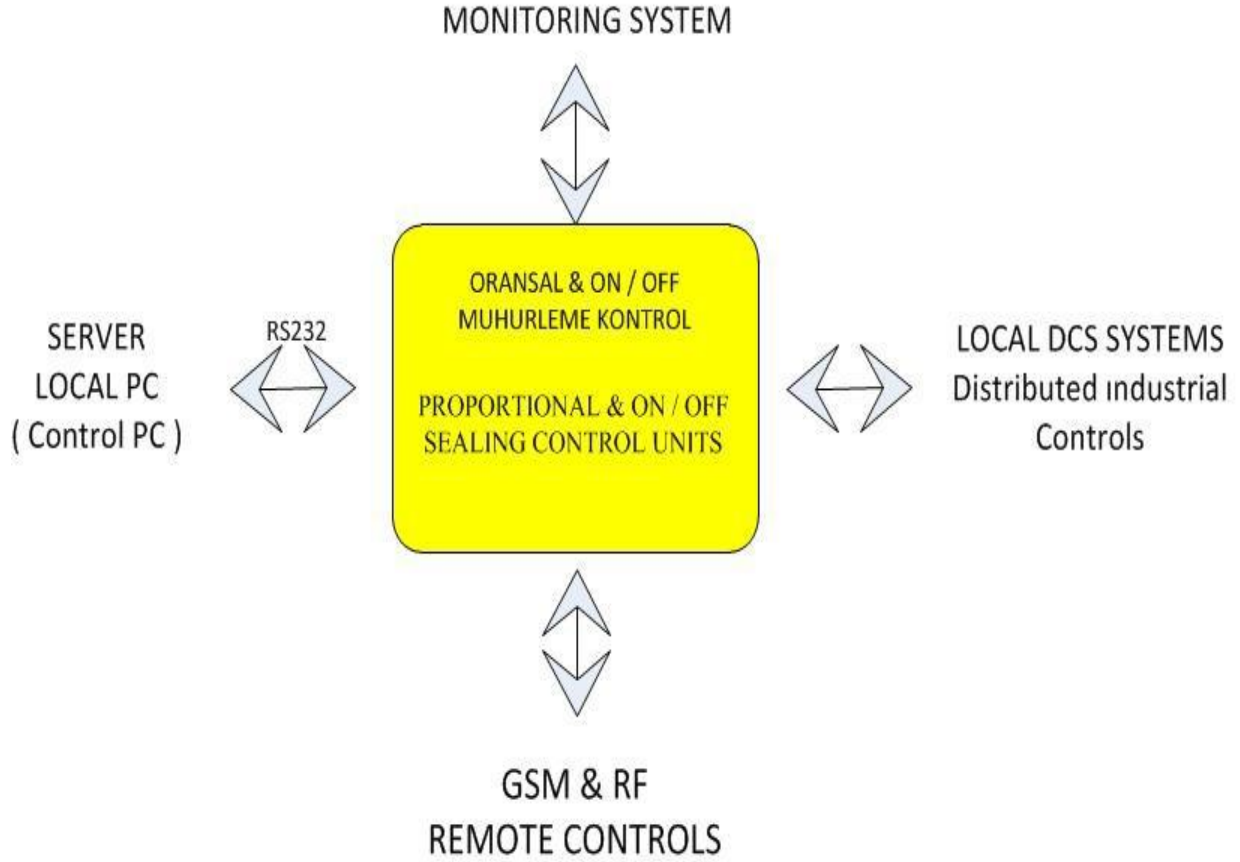 MONITORING SYSTEM
ORANSAL & ON / OFF
MUHURLEME KONTROL
PROPORTIONAL & ON / OFF
SEALING CONTROL UNITS
SERVER
LOCAL PC
( Control PC )
RS232
LOCAL DCS SYSTEMS
Distributed ındustrial
Controls
GSM & RF
REMOTE CONTROLS